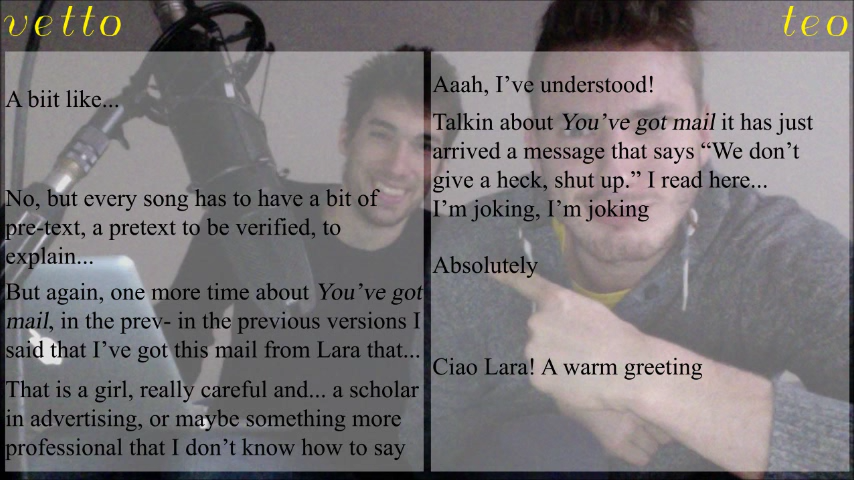 vetto
teo
A biit like...
No, but every song has to have a bit of
pre-text, a pretext to be verified, to
explain...
But again, one more time about You've got
mail, in the prev- in the previous versions I
said that I've got this mail from Lara that...
That is a girl, really careful and... a scholar
in advertising, or maybe something more
professional that I don't know how to say
Aaah, I've understood!
Talkin about You've got mail it has just
arrived a message that says “We don't
give a heck, shut up.” I read here...
I'm joking, I'm joking
Absolutely
Ciao Lara! A warm greeting